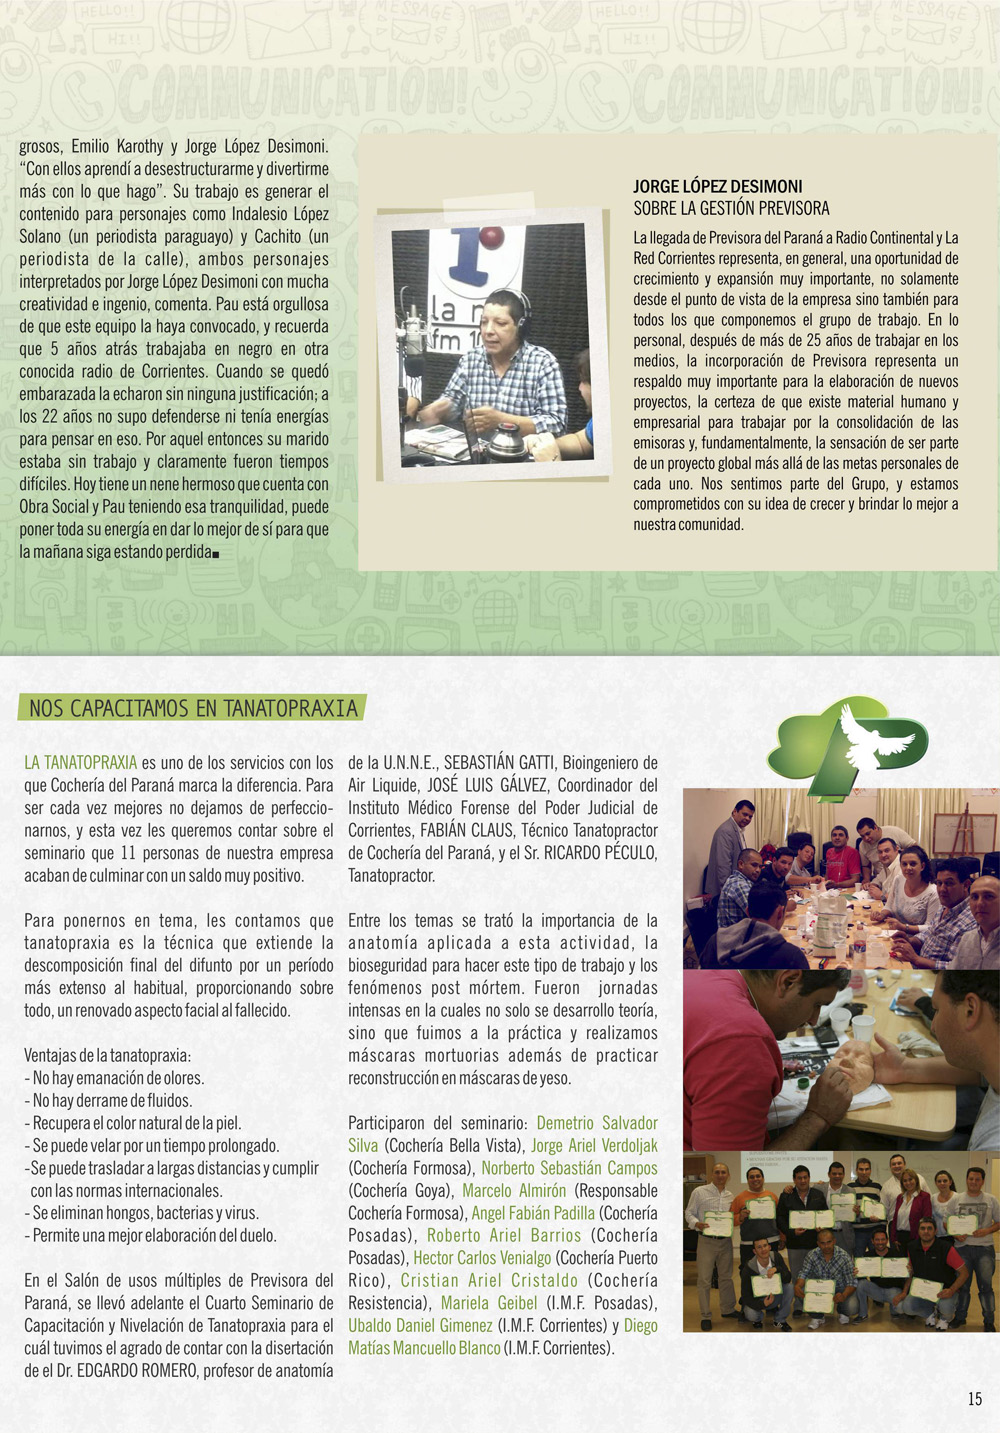 HELLO!!
MESSAGE
HI!!
COMMUNICATION!
COMMUNICATION!
grosos, Emilio Karothy y Jorge López Desimoni.
“Con ellos aprendí a desestructurarme y divertirme
más con lo que hago”. Su trabajo es generar el
contenido para personajes como Indalesio López
Solano (un periodista paraguayo) y Cachito (un
periodista de la calle), ambos personajes
interpretados por Jorge López Desimoni con mucha
creatividad e ingenio, comenta. Pau está orgullosa
de que este equipo la haya convocado, y recuerda
que 5 años atrás trabajaba en negro en otra
conocida radio de Corrientes. Cuando se quedó
embarazada la echaron sin ninguna justificación; a
los 22 años no supo defenderse ni tenía energías
para pensar en eso. Por aquel entonces su marido
estaba sin trabajo y claramente fueron tiempos
difíciles. Hoy tiene un nene hermoso que cuenta con
Obra Social y Pau teniendo esa tranquilidad, puede
poner toda su energía en dar lo mejor de sí para que
la mañana siga estando perdida■
la
fm
JORGE LÓPEZ DESIMONI
SOBRE LA GESTIÓN PREVISORA
La llegada de Previsora del Paraná a Radio Continental y La
Red Corrientes representa, en general, una oportunidad de
crecimiento y expansión muy importante, no solamente
desde el punto de vista de la empresa sino también para
todos los que componemos el grupo de trabajo. En lo
personal, después de más de 25 años de trabajar en los
medios, la incorporación de Previsora representa un
respaldo muy importante para la elaboración de nuevos
proyectos, la certeza de que existe material humano y
empresarial para trabajar por la consolidación de las
emisoras y, fundamentalmente, la sensación de ser parte
de un proyecto global más allá de las metas personales de
cada uno. Nos sentimos parte del Grupo, y estamos
comprometidos con su idea de crecer y brindar lo mejor a
nuestra comunidad.
NOS CAPACITAMOS EN TANATOPRAXIA
LA TANATOPRAXIA es uno de los servicios con los
que Cochería del Paraná marca la diferencia. Para
ser cada vez mejores no dejamos de perfeccio-
narnos, y esta vez les queremos contar sobre el
seminario que 11 personas de nuestra empresa
acaban de culminar con un saldo muy positivo.
Para ponernos en tema, les contamos que
tanatopraxia es la técnica que extiende la
descomposición final del difunto por un período
más extenso al habitual, proporcionando sobre
todo, un renovado aspecto facial al fallecido.
Ventajas de la tanatopraxia:
- No hay emanación de olores.
- No hay derrame de fluidos.
- Recupera el color natural de la piel.
- Se puede velar por un tiempo prolongado.
-Se puede trasladar a largas distancias y cumplir
con las normas internacionales.
- Se eliminan hongos, bacterias y virus.
- Permite una mejor elaboración del duelo.
En el Salón de usos múltiples de Previsora del
Paraná, se llevó adelante el Cuarto Seminario de
Capacitación y Nivelación de Tanatopraxia para el
cuál tuvimos el agrado de contar con la disertación
de el Dr. EDGARDO ROMERO, profesor de anatomía
de la U.N.N.E., SEBASTIÁN GATTI, Bioingeniero de
Air Liquide, JOSÉ LUIS GÁLVEZ, Coordinador del
Instituto Médico Forense del Poder Judicial de
Corrientes, FABIÁN CLAUS, Técnico Tanatopractor
de Cochería del Paraná, y el Sr. RICARDO PÉCULO,
Tanatopractor.
Entre los temas se trató la importancia de la
anatomía aplicada a esta actividad, la
bioseguridad para hacer este tipo de trabajo y los
fenómenos post mórtem. Fueron jornadas
intensas en la cuales no solo se desarrollo teoría,
sino que fuimos a la práctica y realizamos
máscaras mortuorias además de practicar
reconstrucción en máscaras de yeso.
Participaron del seminario: Demetrio Salvador
Silva (Cochería Bella Vista), Jorge Ariel Verdoljak
(Cochería Formosa), Norberto Sebastián Campos
(Cochería Goya), Marcelo Almirón (Responsable
Cochería Formosa), Angel Fabián Padilla (Cochería
Posadas), Roberto Ariel Barrios (Cochería
Posadas), Hector Carlos Venialgo (Cochería Puerto
Rico), Cristian Ariel Cristaldo (Cochería
Resistencia), Mariela Geibel (I.M.F. Posadas),
Ubaldo Daniel Gimenez (I.M.F. Corrientes) y Diego
Matías Mancuello Blanco (I.M.F. Corrientes).
15